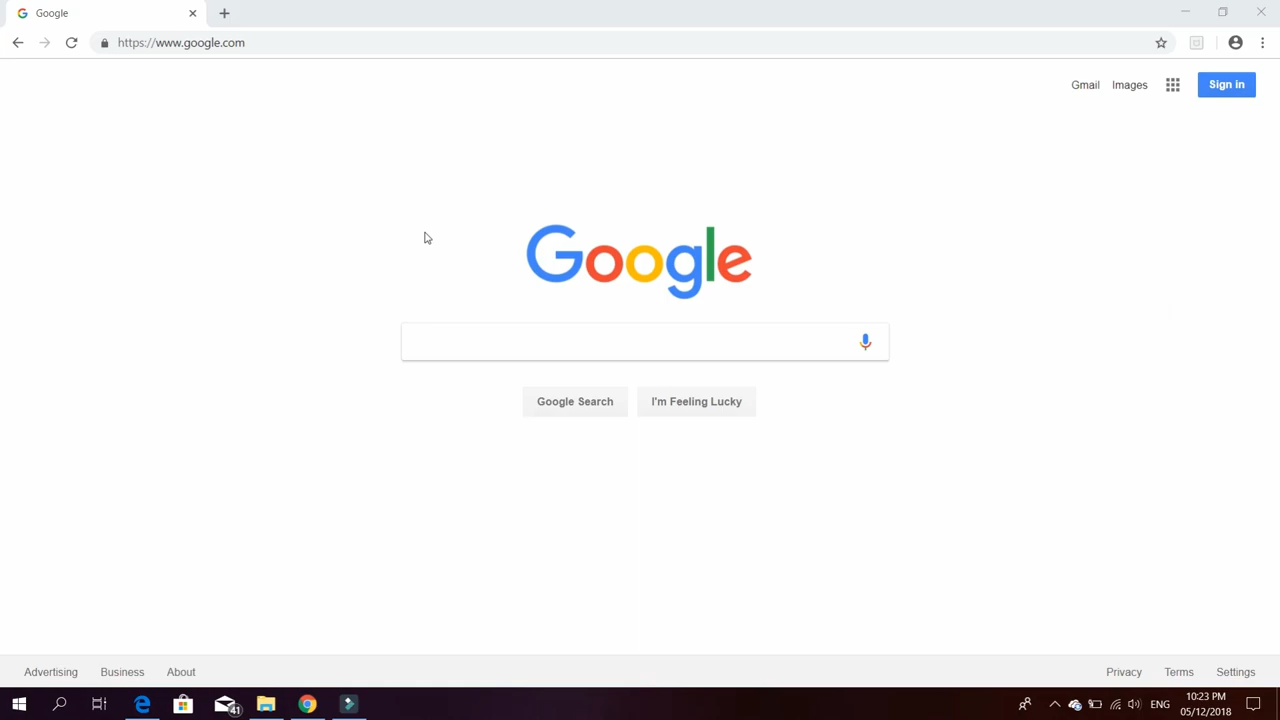 Google
https://www.google.com
Gmail Images Sign in
Google
Google Search I'm Feeling Lucky
Advertising Business About Privacy Terms Settings
41
ENG
10:23 PM
05/12/2018